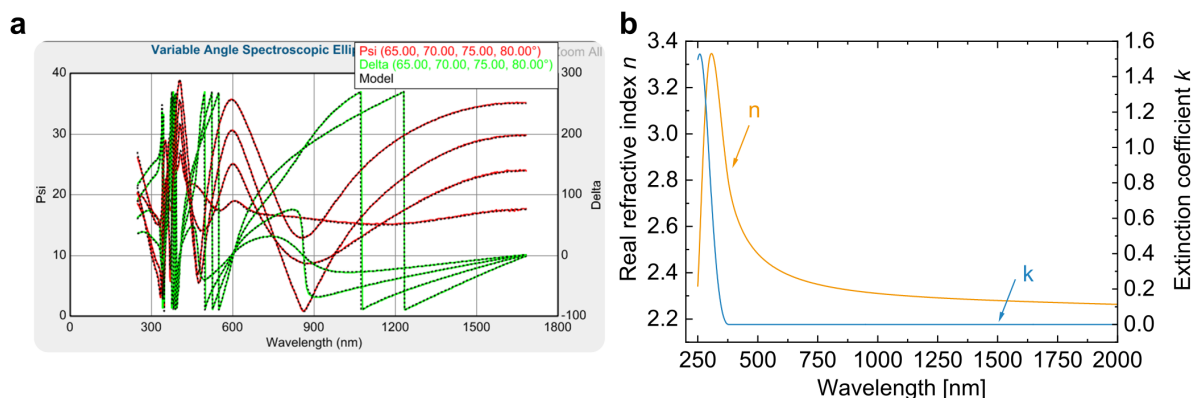 a
Variable Angle Spectroscopic Ellip
Zoom All
Psi (65.00, 70.00, 75.00, 80.00°)
Delta (65.00, 70.00, 75.00, 80.00°)
Model
40
30
20
10
0
Psi
300
200
100
0
-100
Delta
0 300 600 900 1200 1500 1800
Wavelength (nm)
b
3.4
3.2
3.0
2.8
2.6
2.4
2.2
Real refractive index n
n
k
1.6
1.4
1.2
1.0
0.8
0.6
0.4
0.2
0.0
Extinction coefficient k
250 500 750 1000 1250 1500 1750 2000
Wavelength [nm]